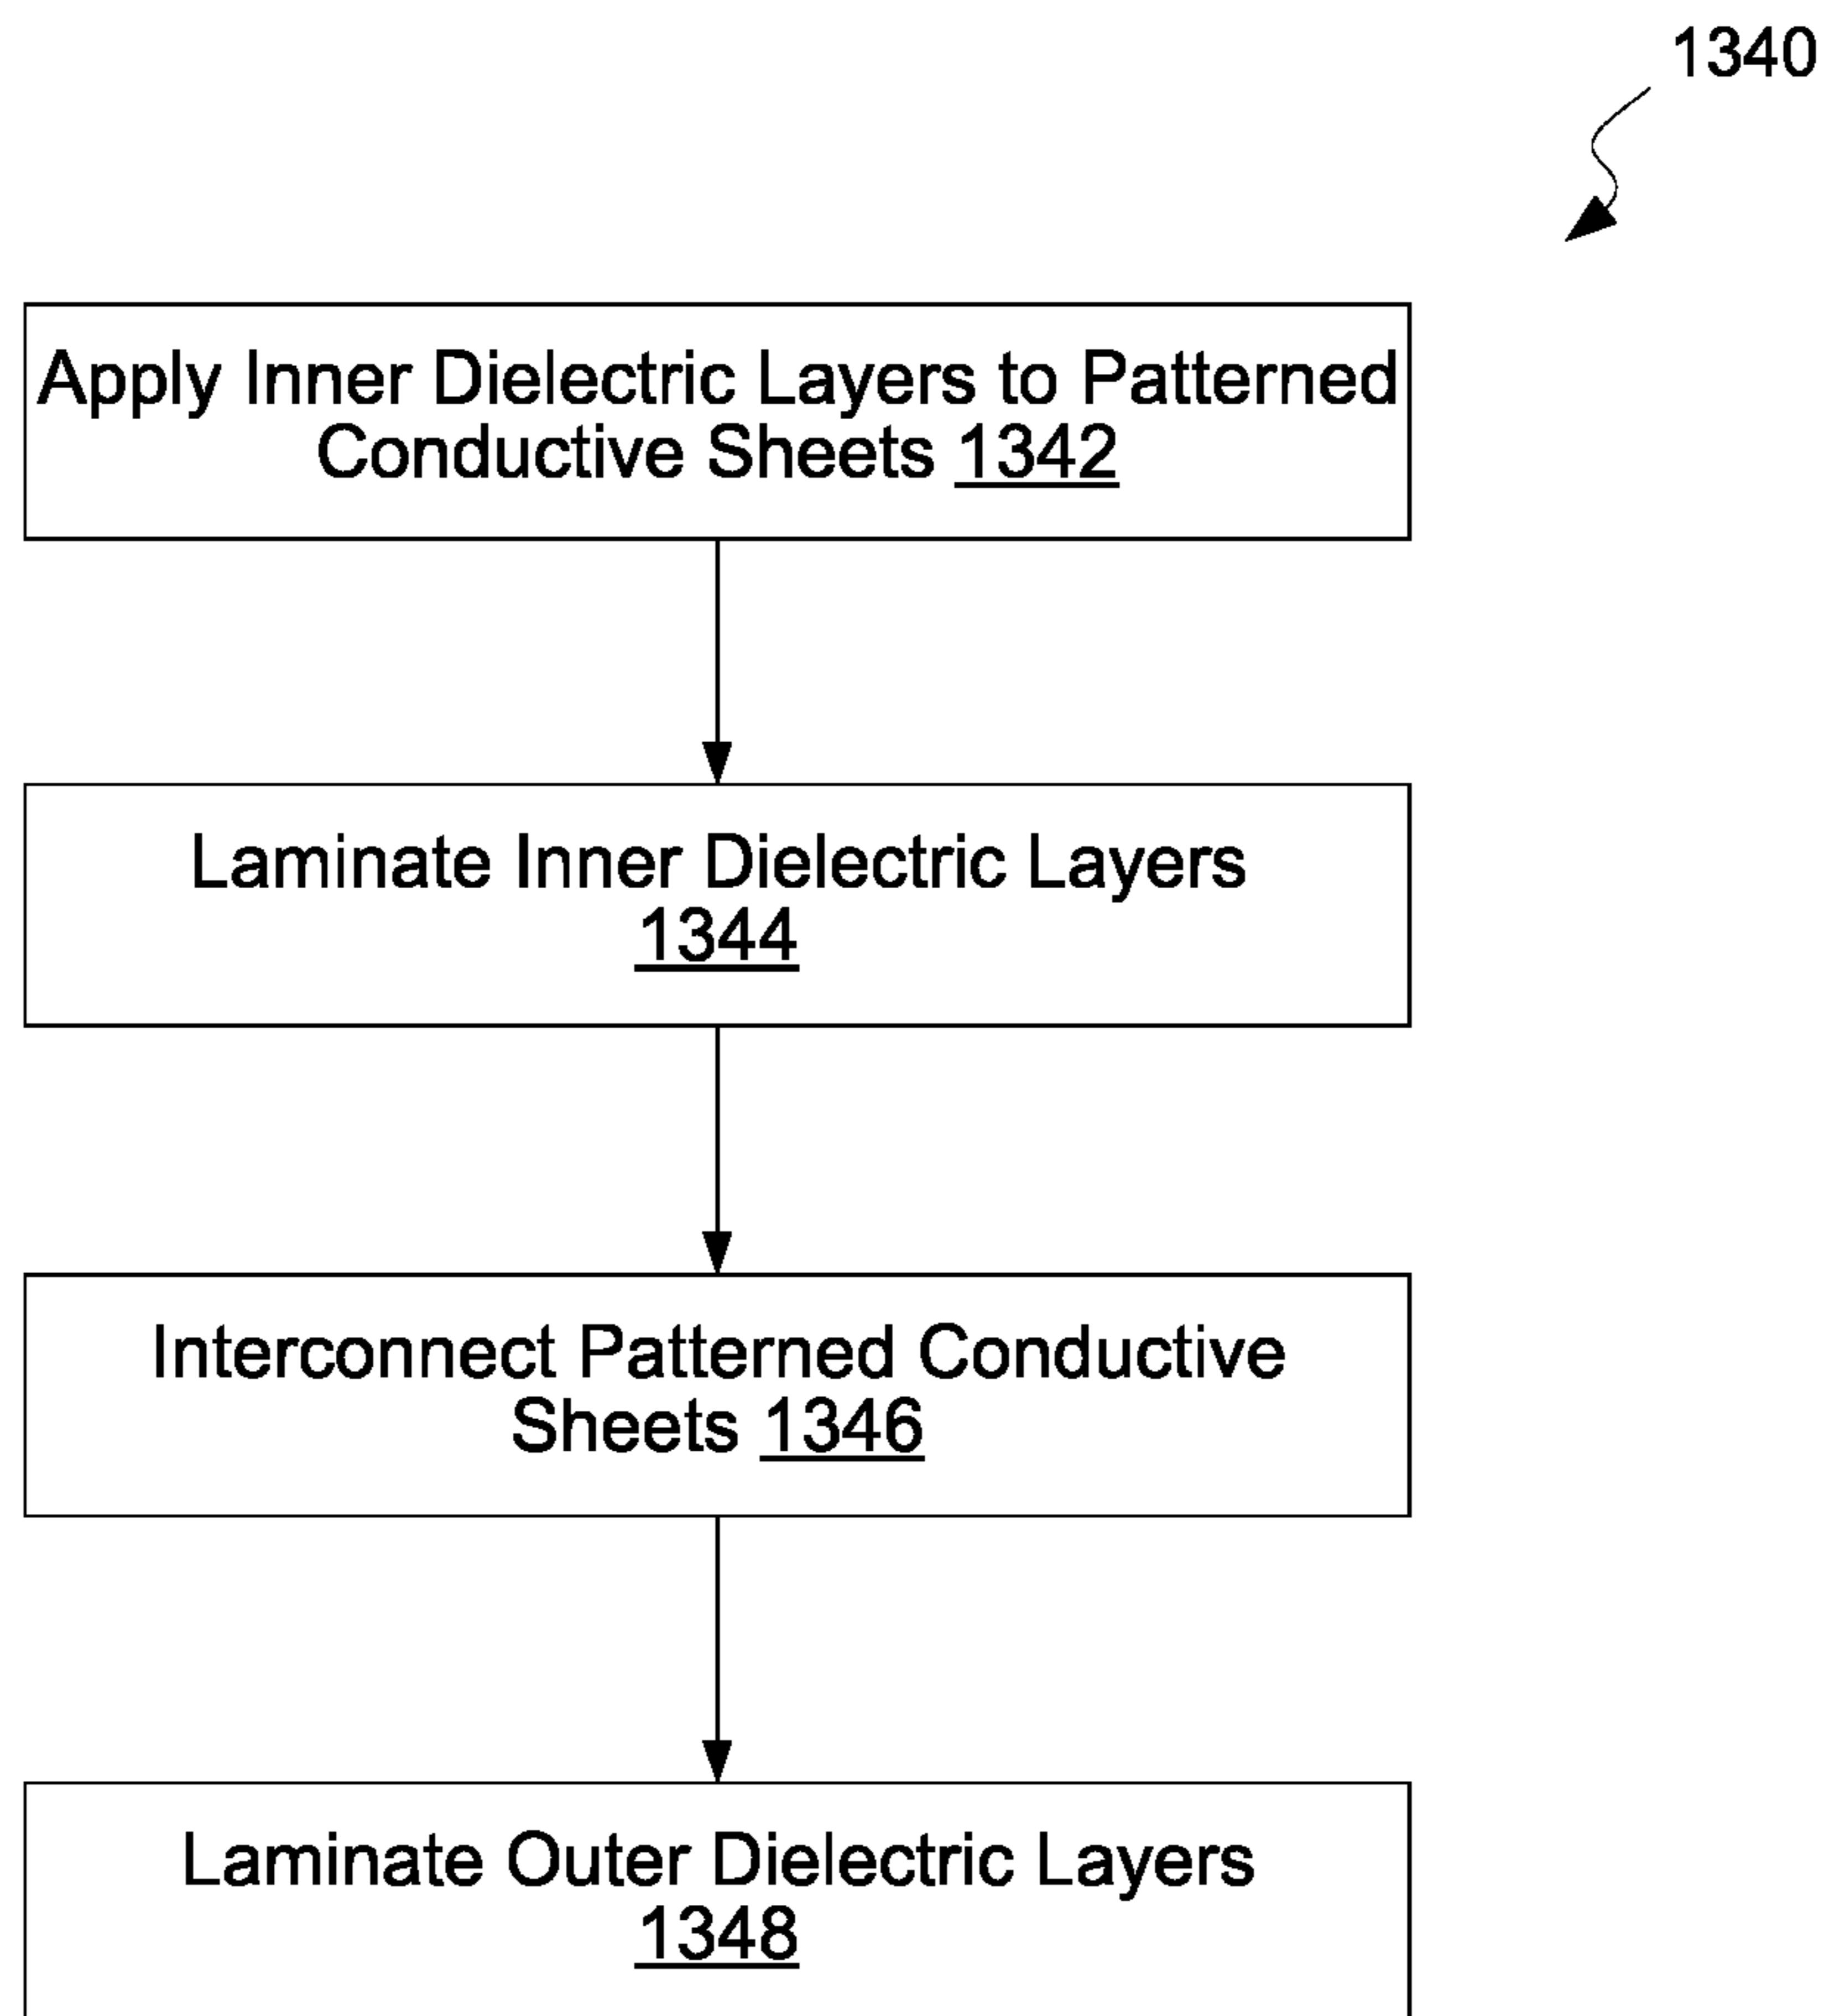 1340
Apply Inner Dielectric Layers to Patterned
Conductive Sheets 1342
Laminate Inner Dielectric Layers
1344
Interconnect Patterned Conductive
Sheets 1346
Laminate Outer Dielectric Layers
1348